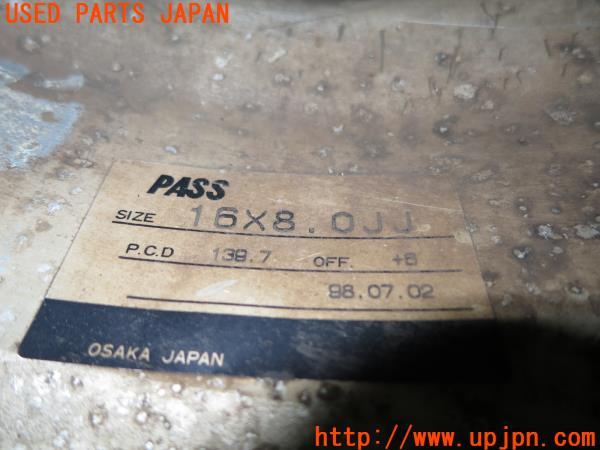 USED PARTS JAPAN
PASS
SIZE 16X8.0JJ
P.C.D 139.7 OFF. +6
98.07.02
OSAKA JAPAN
http://www.upjpn.com